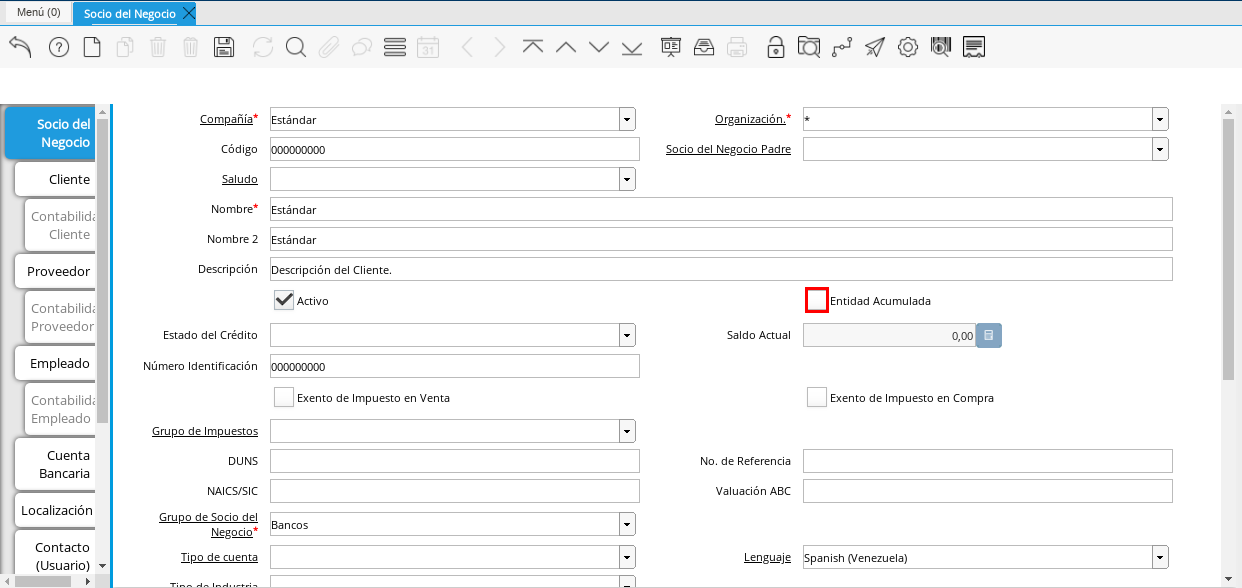 Menú (0)
Socio del Negocio
31
Socio del
Negocio
Cliente
Contabilida
Cliente
Proveedor
Contabilida
Proveedor
Empleado
Contabilida
Empleado
Cuenta
Bancaria
Localización
Contacto
(Usuario)
Compañía* Estándar Organización.* *
Código 000000000 Socio del Negocio Padre
Saludo
Nombre* Estándar
Nombre 2 Estándar
Descripción Descripción del Cliente.
Activo Entidad Acumulada
Estado del Crédito Saldo Actual 0,00
Número Identificación 000000000
Exento de Impuesto en Venta Exento de Impuesto en Compra
Grupo de Impuestos
DUNS No. de Referencia
NAICS/SIC Valuación ABC
Grupo de Socio del
Negocio* Bancos
Tipo de cuenta Lenguaje Spanish (Venezuela)
Tipo de Industria